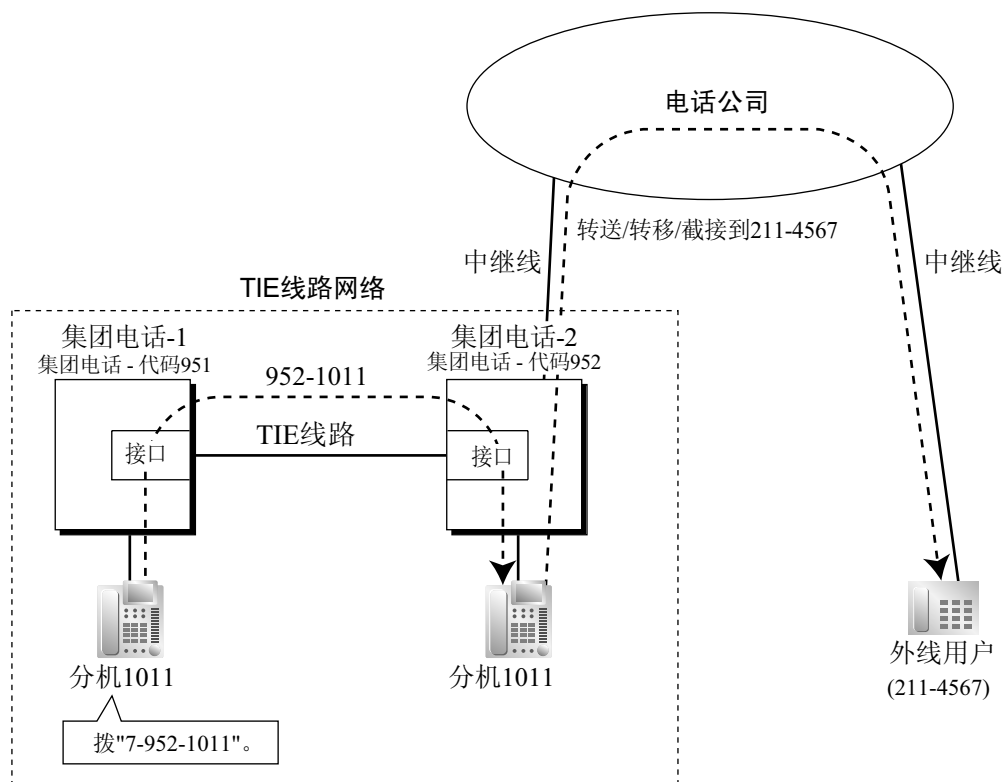 电话公司
转送/转移/截接到211-4567
中继线
中继线
TIE线路网络
集团电话-1
集团电话 - 代码951
集团电话-2
集团电话 - 代码952
952-1011
TIE线路
接口
接口
分机1011
分机1011
外线用户
(211-4567)
拨"7-952-1011"。